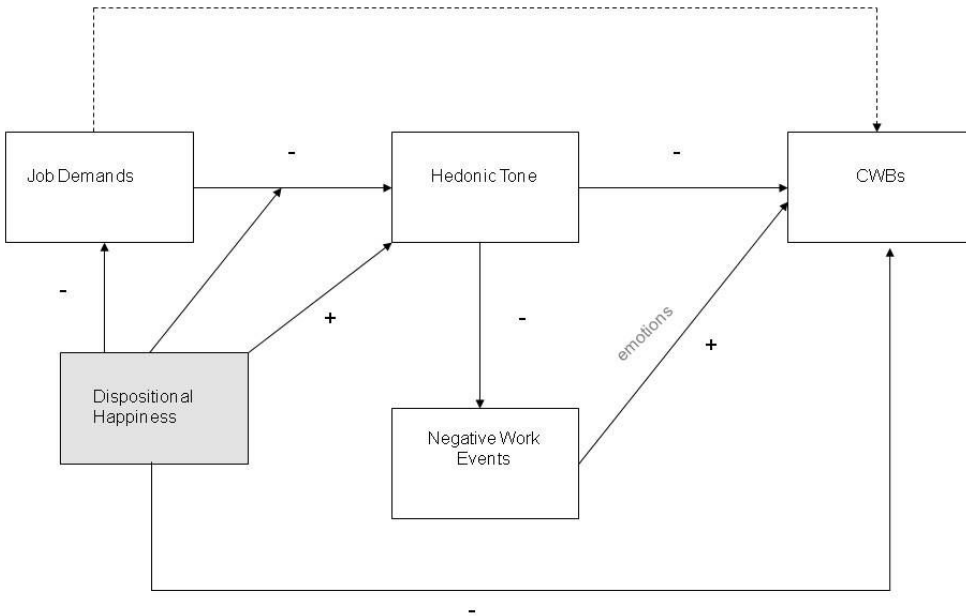 Job Demands
-
Hedonic Tone
-
CWBs
-
+
-
emotions
+
Dispositional
Happiness
Negative Work
Events
-